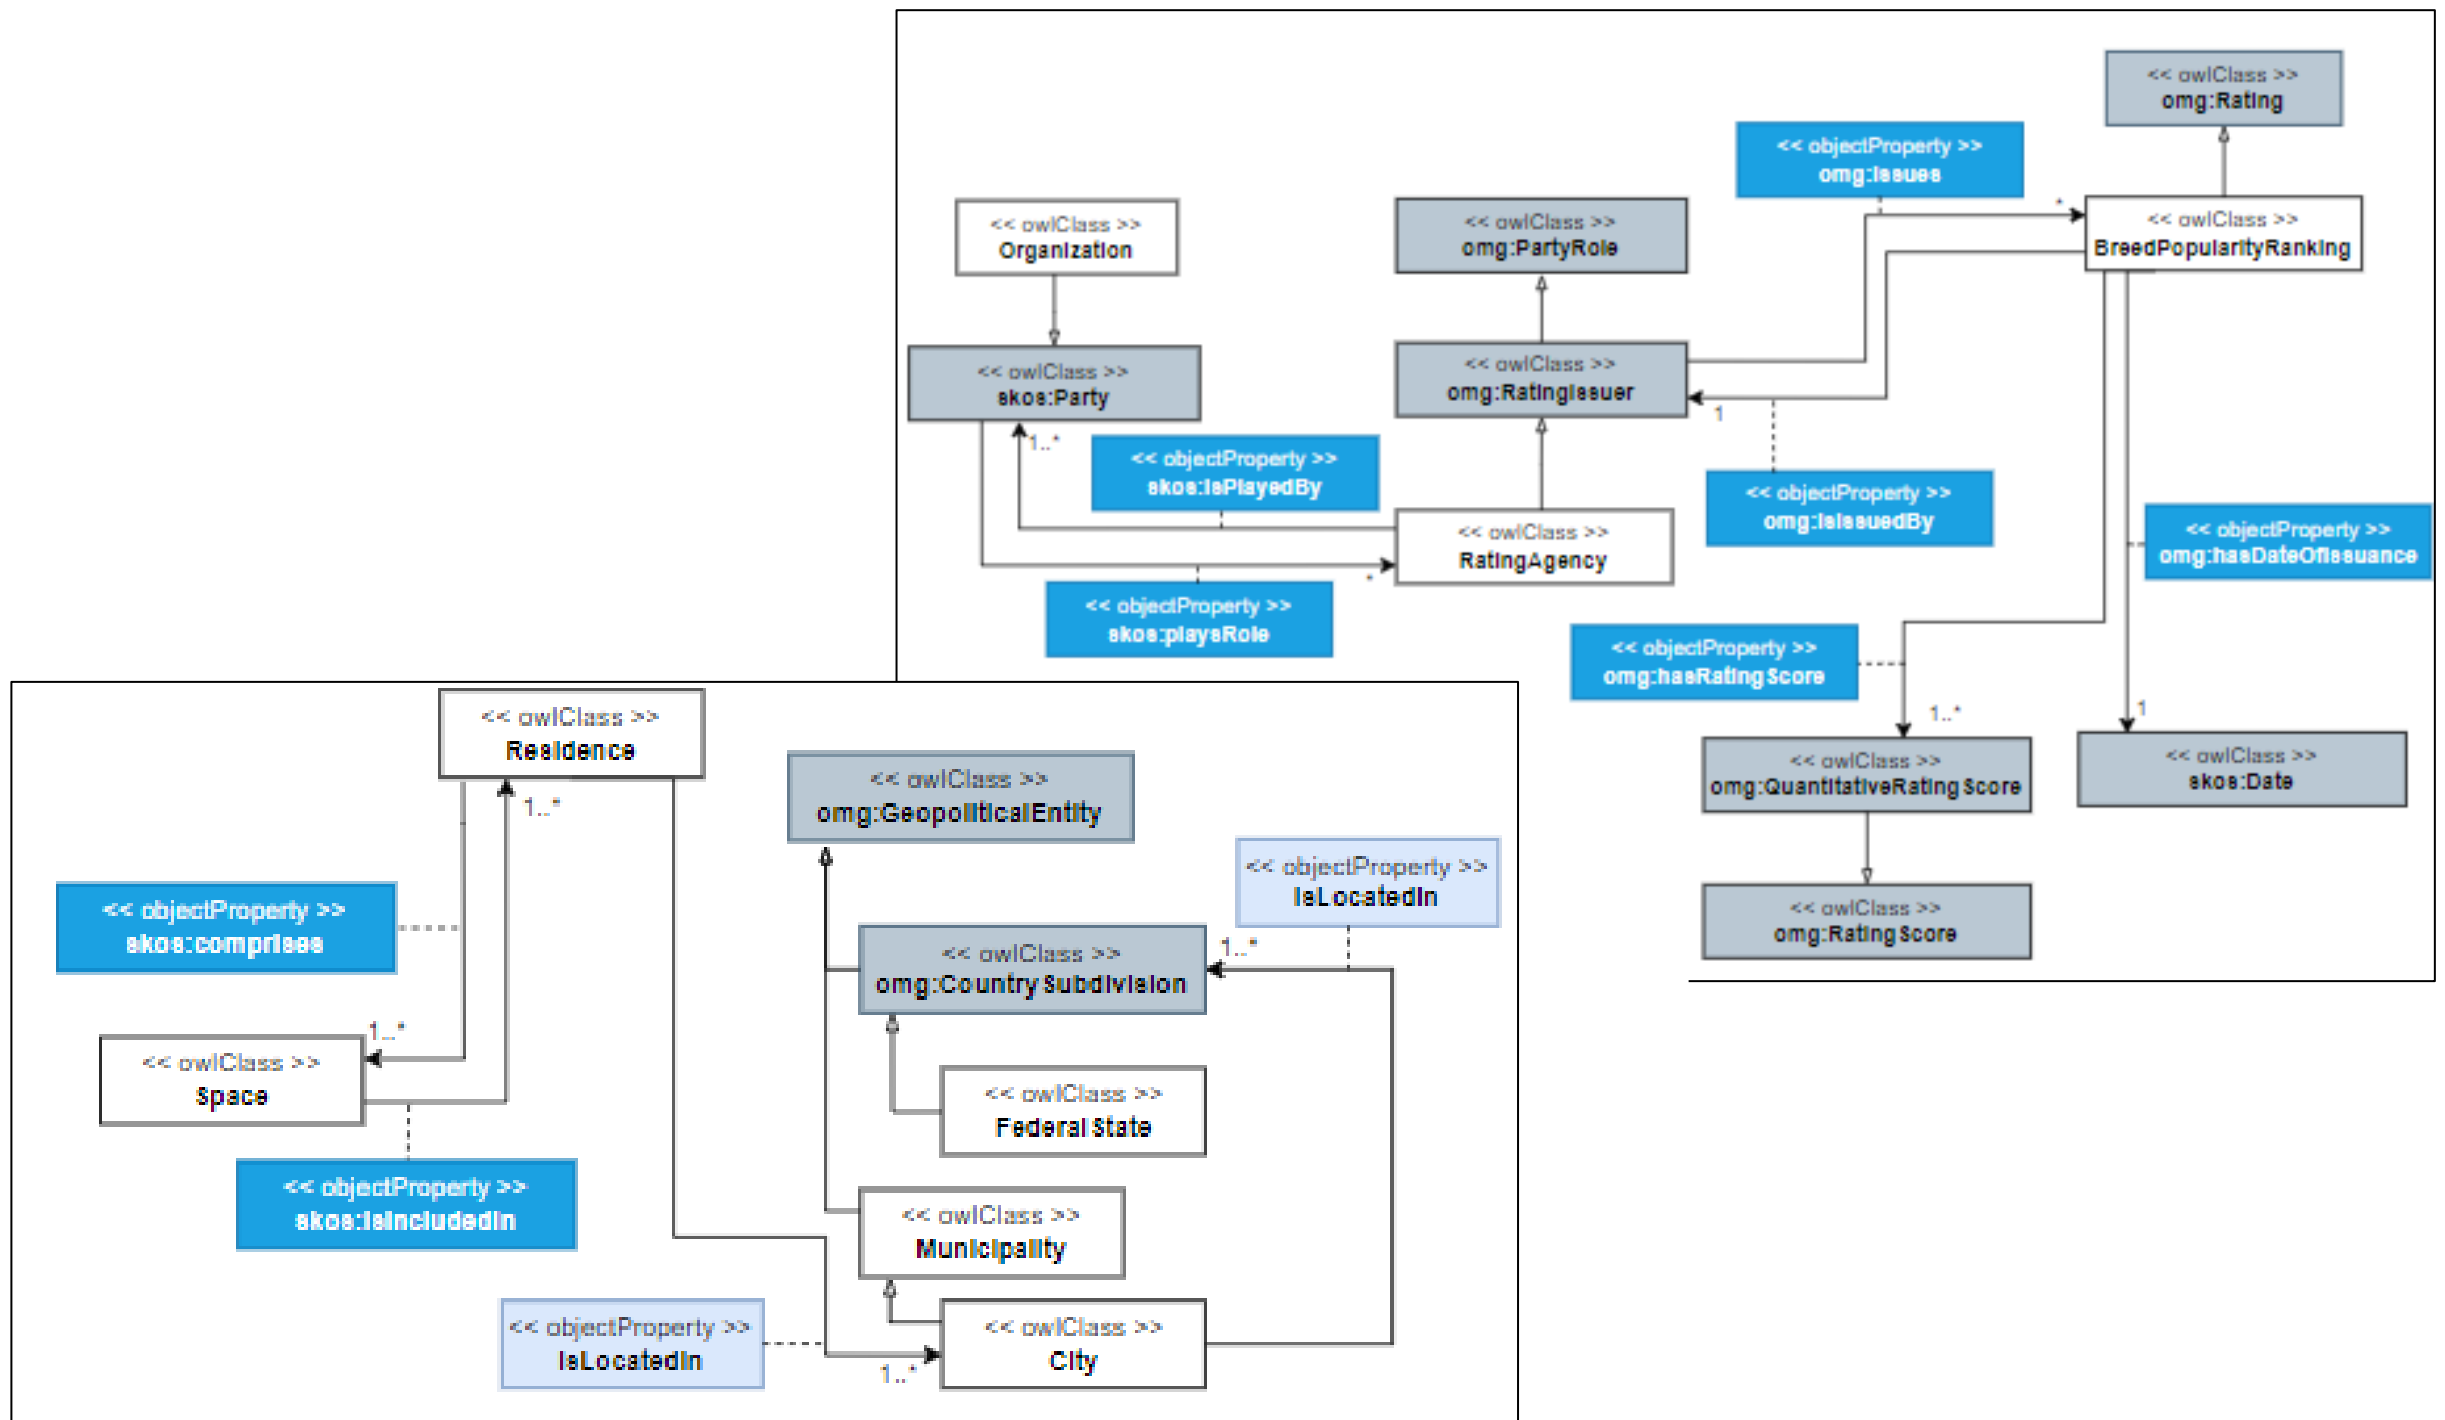 << owlClass >>
omg:Rating
<< objectProperty >>
omg:Issues
<< owlClass >>
Organization
<< owlClass >>
omg:PartyRole
*
<< owlClass >>
BreedPopularityRanking
<< owlClass >>
skos:Party
<< owlClass >>
omg:RatingIssuer
1
1..*
<< objectProperty >>
skos:IsPlayedBy
<< objectProperty >>
omg:IsIssuedBy
<< owlClass >>
RatingAgency
*
<< objectProperty >>
omg:hasDateOfIssuance
<< objectProperty >>
skos:playsRole
<< objectProperty >>
omg:hasRatingScore
1..*
1
<< owlClass >>
omg:QuantitativeRatingScore
<< owlClass >>
skos:Date
<< owlClass >>
omg:RatingScore
<< owlClass >>
Residence
1..*
<< owlClass >>
omg:GeopoliticalEntity
<< objectProperty >>
IsLocatedIn
<< objectProperty >>
skos:comprises
<< owlClass >>
omg:CountrySubdivision
1..*
1..*
<< owlClass >>
Space
<< owlClass >>
FederalState
<< objectProperty >>
skos:IsIncludedIn
<< owlClass >>
Municipality
<< objectProperty >>
IsLocatedIn
1..*
<< owlClass >>
City